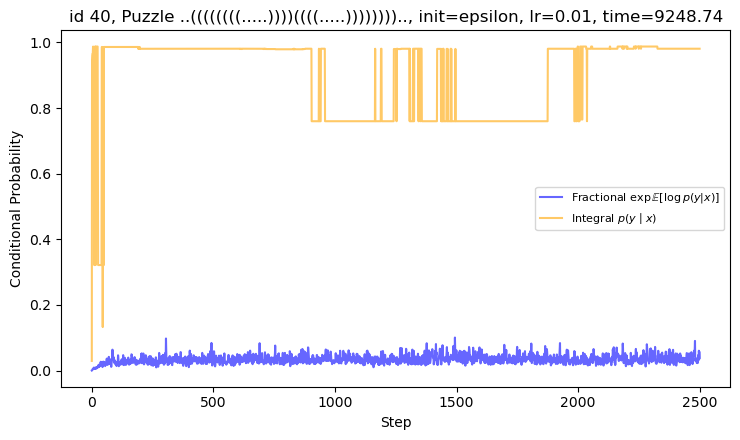 id 40, Puzzle ..((((((((.....))))((((.....)))))))).., init=epsilon, lr=0.01, time=9248.74
Conditional Probability
1.0
0.8
0.6
0.4
0.2
0.0
Fractional exp𝔼[log p(y|x)]
Integral p(y | x)
0 500 1000 1500 2000 2500
Step